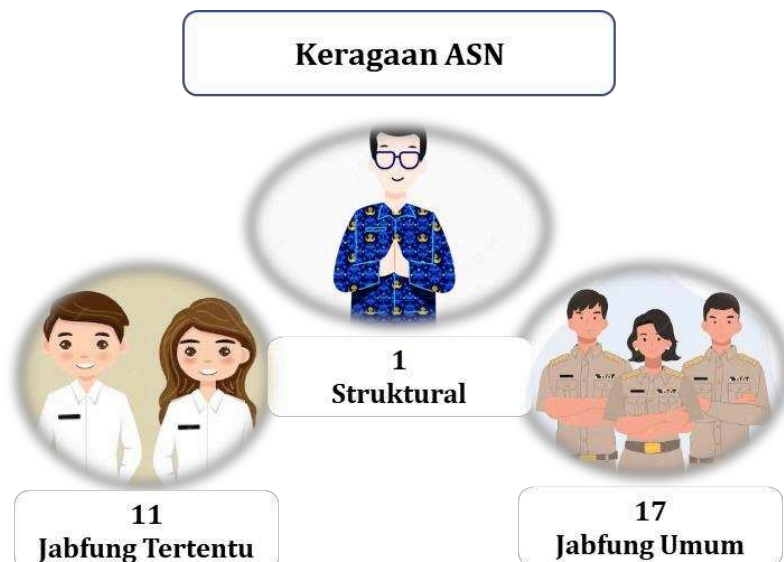 Keragaan ASN
1
Struktural
11
Jabfung Tertentu
17
Jabfung Umum